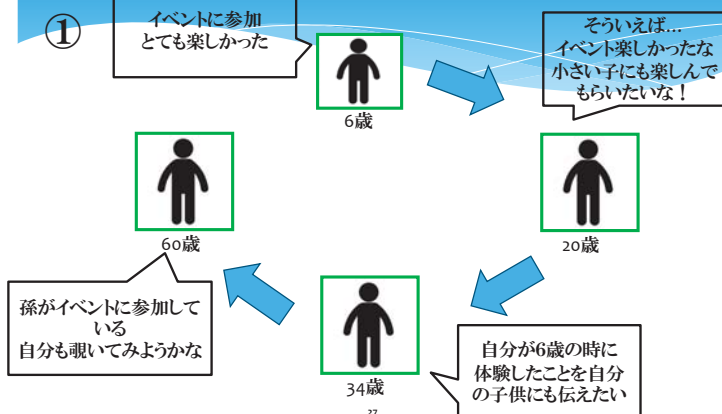 ①
イベントに参加
とても楽しかった
6歳
そういえば…
イベント楽しかったな
小さい子にも楽しんで
もらいたいな！
20歳
自分が6歳の時に
体験したことを自分
の子供にも伝えたい
34歳
孫がイベントに参加して
いる
自分も覗いてみようかな
60歳
27